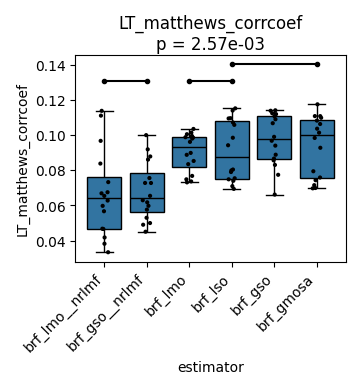 LT_matthews_corrcoef
p = 2.57e-03
LT_matthews_corrcoef
0.14
0.12
0.10
0.08
0.06
0.04
brf_lmo__nrlmf
brf_gso__nrlmf
brf_lmo
brf_lso
brf_gso
brf_gmosa
estimator